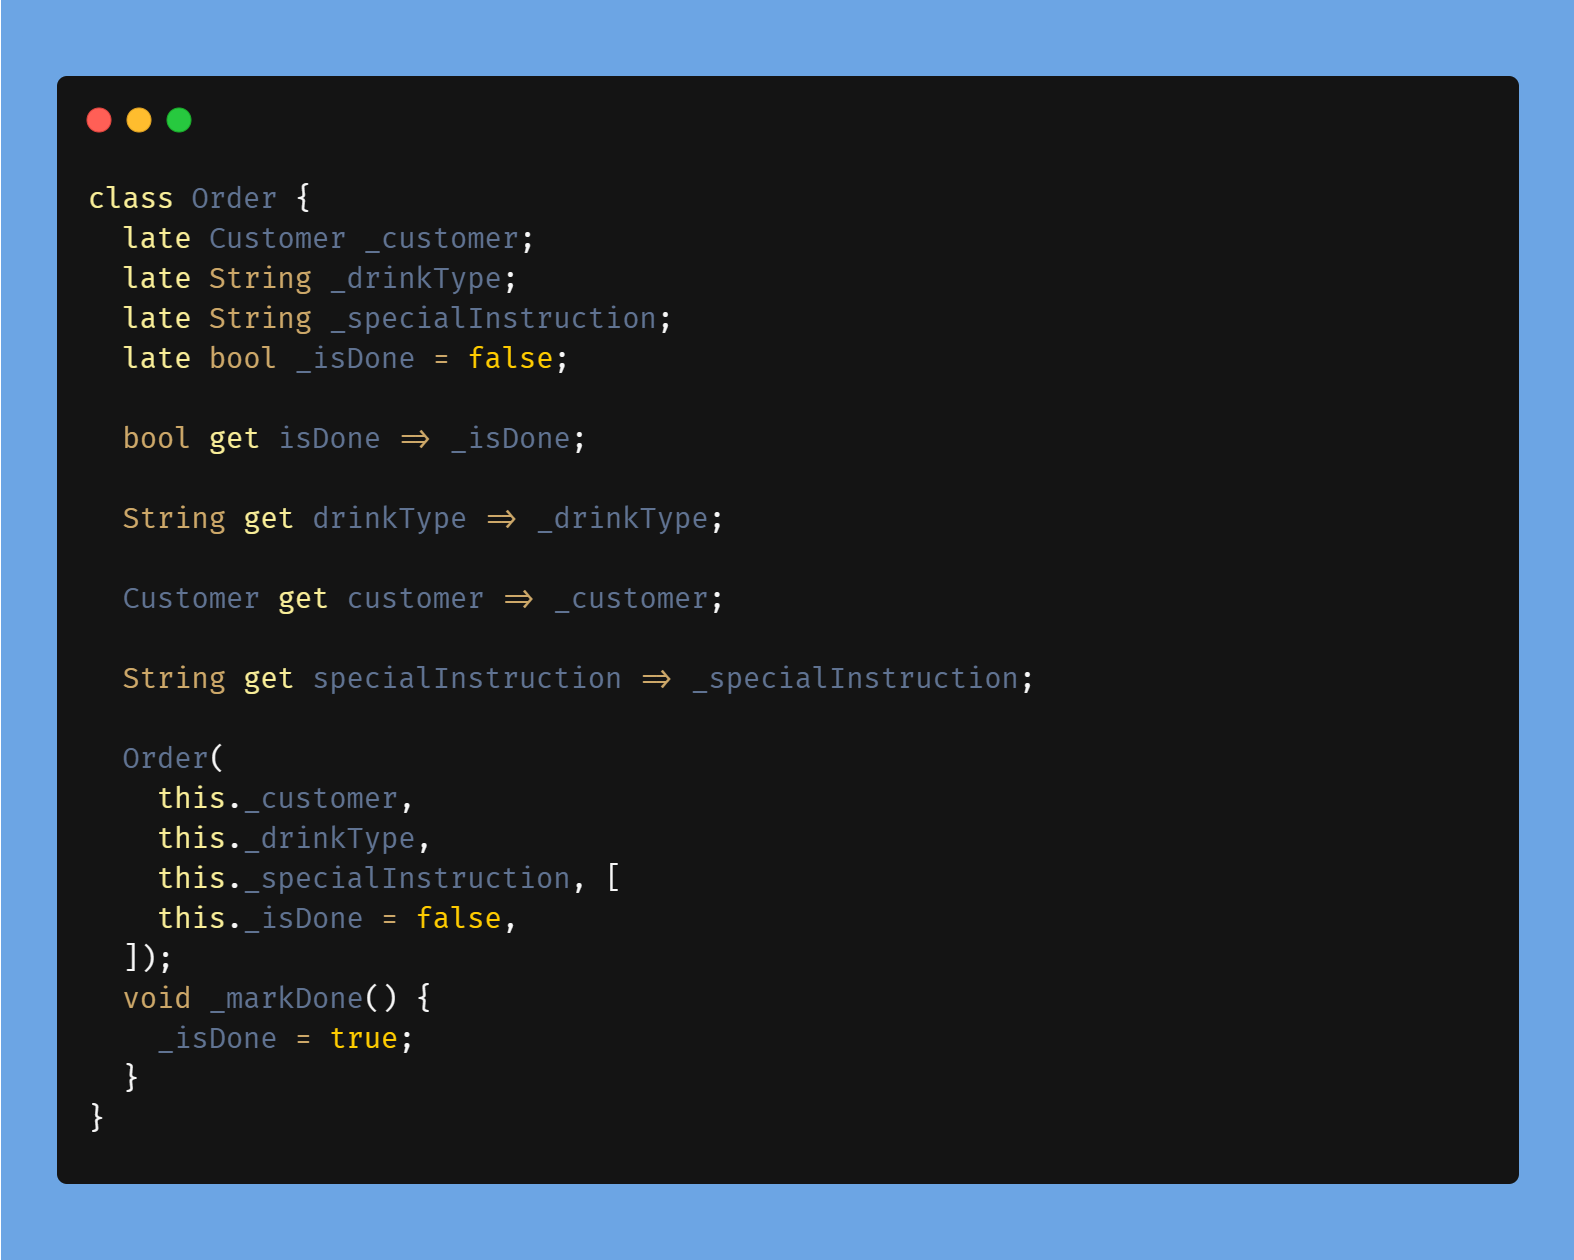 class Order {
  late Customer _customer;
  late String _drinkType;
  late String _specialInstruction;
  late bool _isDone = false;

  bool get isDone => _isDone;

  String get drinkType => _drinkType;

  Customer get customer => _customer;

  String get specialInstruction => _specialInstruction;

  Order(
    this._customer,
    this._drinkType,
    this._specialInstruction, [
    this._isDone = false,
  ]);
  void _markDone() {
    _isDone = true;
  }
}